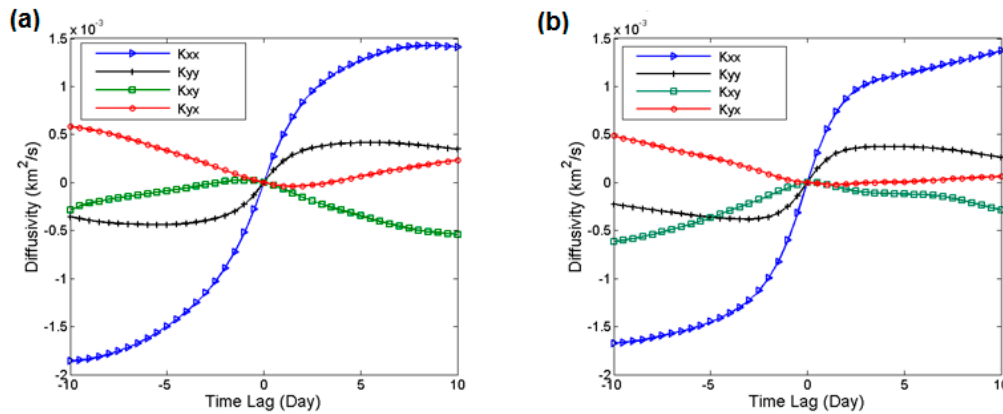 (a)
x 10⁻³
1.5
1
0.5
0
-0.5
-1
-1.5
-2
-10
-5
0
5
10
Diffusivity (km²/s)
Time Lag (Day)
Kxx
Kyy
Kxy
Kyx
(b)
x 10⁻³
1.5
1
0.5
0
-0.5
-1
-1.5
-2
-10
-5
0
5
10
Diffusivity (km²/s)
Time Lag (Day)
Kxx
Kyy
Kxy
Kyx